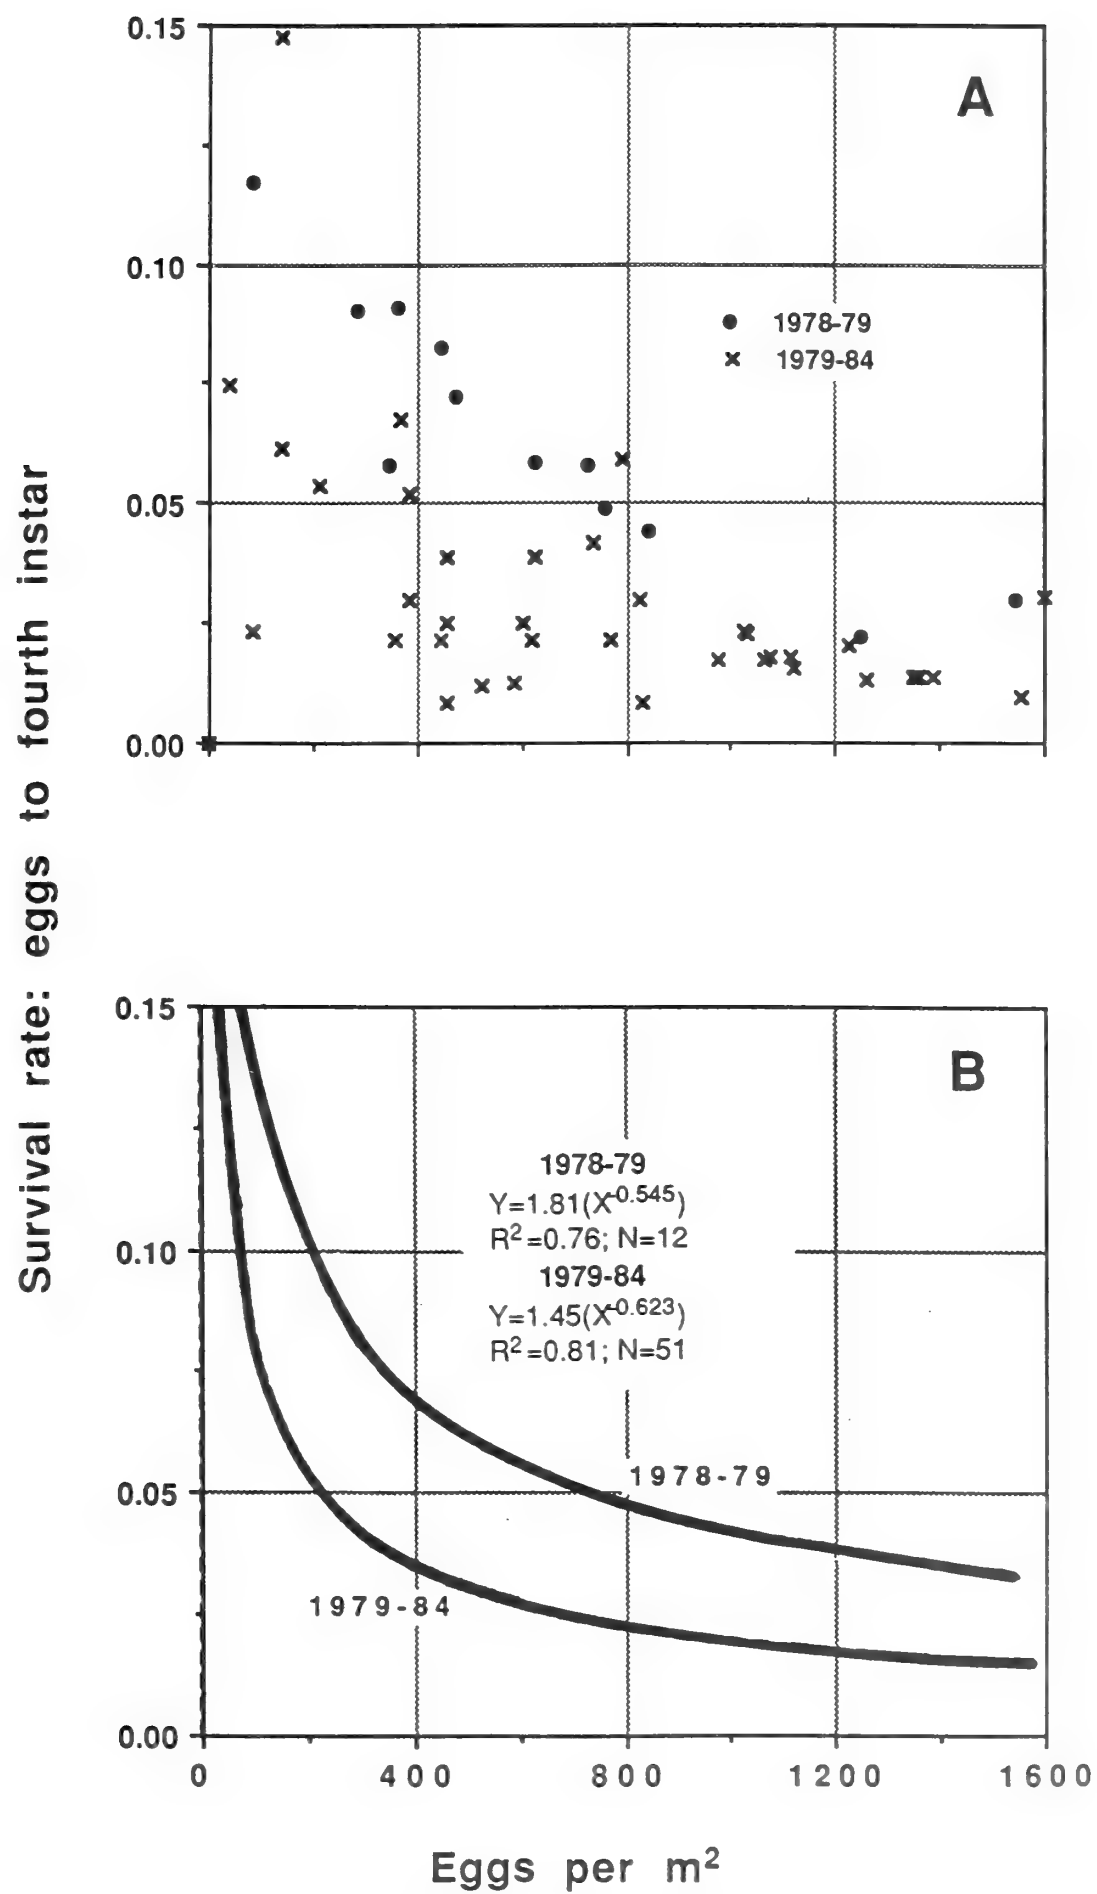 Survival rate: eggs to fourth instar
0.15
A
0.10
1978-79
1979-84
0.05
0.00
0.15
B
1978-79
Y=1.81(X^-0.545)
0.10
R²=0.76; N=12
1979-84
Y=1.45(X^-0.623)
R²=0.81; N=51
1978-79
0.05
1979-84
0.00
0 400 800 1200 1600
Eggs per m²